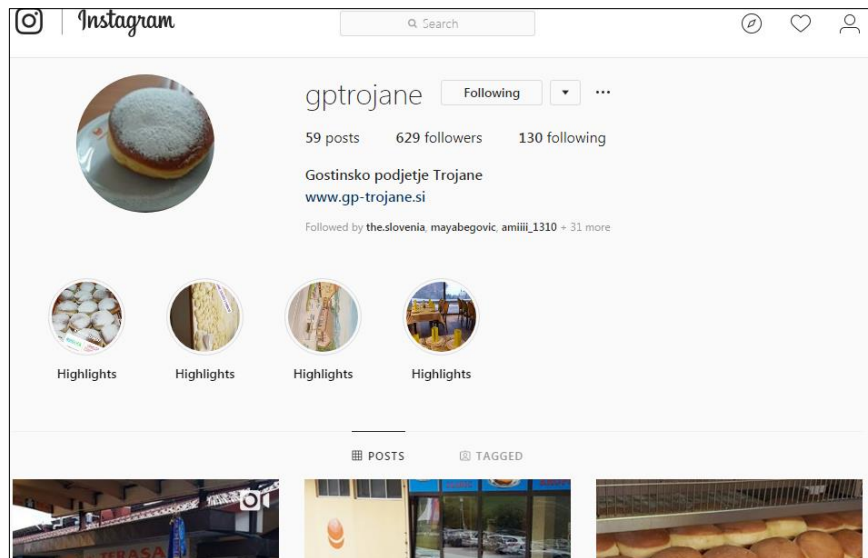 Instagram
Search
gptrojane Following
59 posts 629 followers 130 following
Gostinsko podjetje Trojane
www.gp-trojane.si
Followed by the.slovenia, mayabegovic, amiiii_1310 + 31 more
Highlights Highlights Highlights Highlights
POSTS TAGGED
TERASA